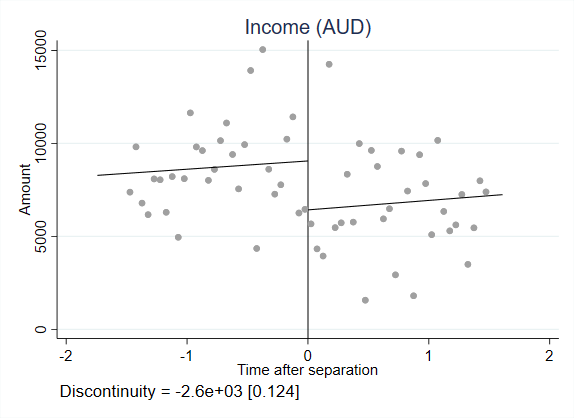 Income (AUD)
15000
10000
5000
0
Amount
-2 -1 0 1 2
Time after separation
Discontinuity = -2.6e+03 [0.124]